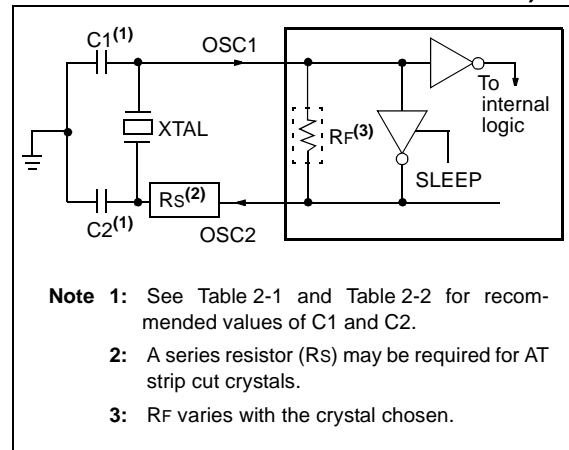 C1(1)
OSC1
To
internal
logic
XTAL
RF(3)
SLEEP
RS(2)
C2(1)
OSC2
Note 1: See Table 2-1 and Table 2-2 for recom-
mended values of C1 and C2.
2: A series resistor (RS) may be required for AT
strip cut crystals.
3: RF varies with the crystal chosen.